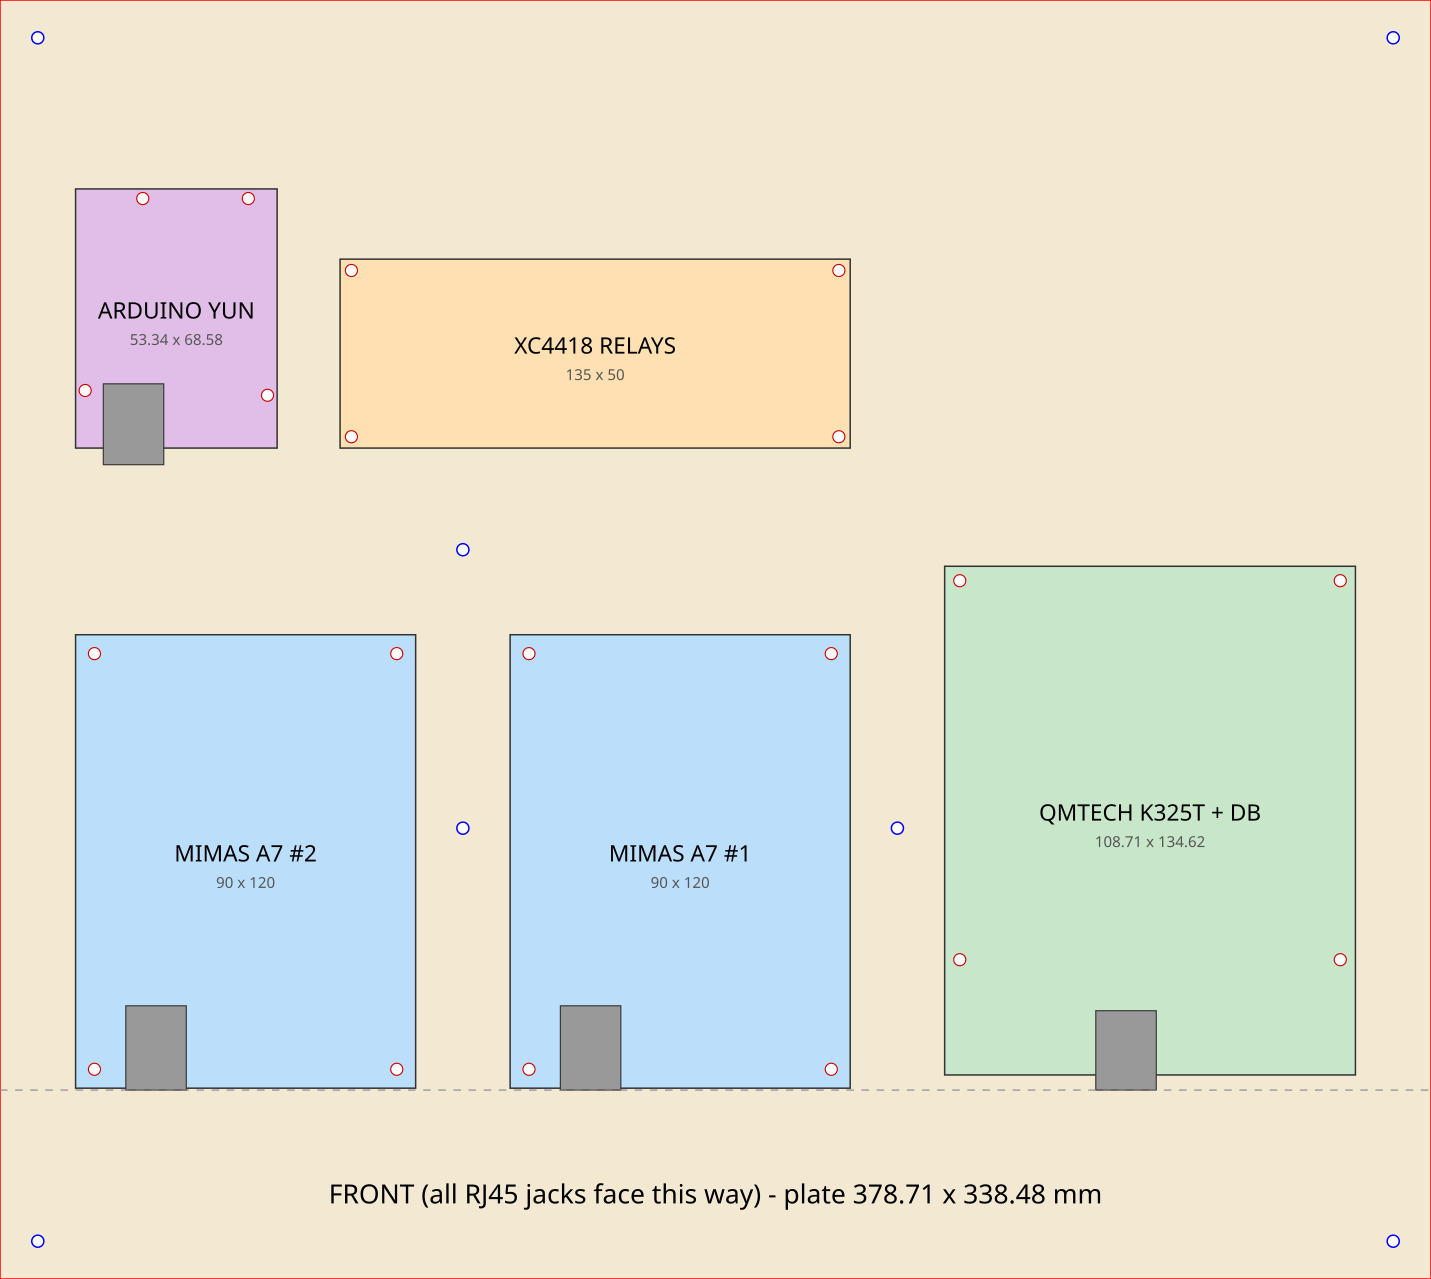 ARDUINO YUN
53.34 x 68.58
XC4418 RELAYS
135 x 50
MIMAS A7 #2
90 x 120
MIMAS A7 #1
90 x 120
QMTECH K325T + DB
108.71 x 134.62
FRONT (all RJ45 jacks face this way) - plate 378.71 x 338.48 mm